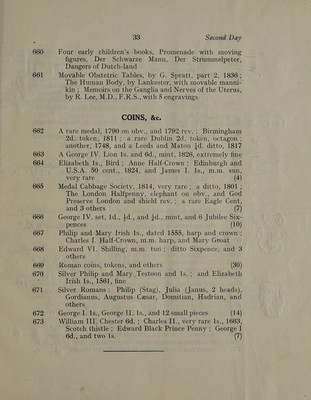 33 Second Day
660 Four early children's books, Promenade with moving
figures, Der Schwarze Mann, Der Strummelpeter,
Dangers of Dutch-land
661 Movable Obstetric Tables, by G. Spratt, part 2, 1836;
The Human Body, by Lankester, with movable manni-
kin; Memoirs on the Ganglia and Nerves of the Uterus,
by R. Lee, M.D., F.R.S., with 5 engravings
COINS, &c.
662 A rare medal, 1790 on obv., and 1792 rev.; Birmingham
2d. token, 1811; a rare Dublin 2d. token, octagon;
another, 1748, and a Leeds and Maton ½d. ditto, 1817
663 A George IV. Lion 1s. and 6d., mint, 1826, extremely fine
664 Elizabeth 1s., Bird; Anne Half-Crown; Edinburgh and
U.S.A. 50 cent., 1824, and James I. 1s., m.m. sun,
very rare (4)
665 Medal Cabbage Society, 1814, very rare; a ditto, 1801;
The London Halfpenny, elephant on obv., and God
Preserve London and shield rev.; a rare Eagle Cent,
and 3 others (7)
666 George IV. set, 1d., ½d., and ¼d., mint, and 6 Jubilee Six-
pences (10)
667 Philip and Mary Irish 1s., dated 1555, harp and crown;
Charles I. Half-Crown, m.m. harp, and Mary Groat
668 Edward VI. Shilling, m.m. tun; ditto Sixpence, and 3
others
669 Roman coins, tokens, and others (30)
670 Silver Philip and Mary Testoon and 1s.; and Elizabeth
Irish 1s., 1561, fine
671 Silver Romans: Philip (Stag), Julia (Janus, 2 heads),
Gordianus, Augustus Cæsar, Domitian, Hadrian, and
others
672 George I. 1s., George II. 1s., and 12 small pieces (14)
673 William III. Chester 6d.; Charles II., very rare 1s., 1663,
Scotch thistle; Edward Black Prince Penny; George I
6d., and two 1s. (7)